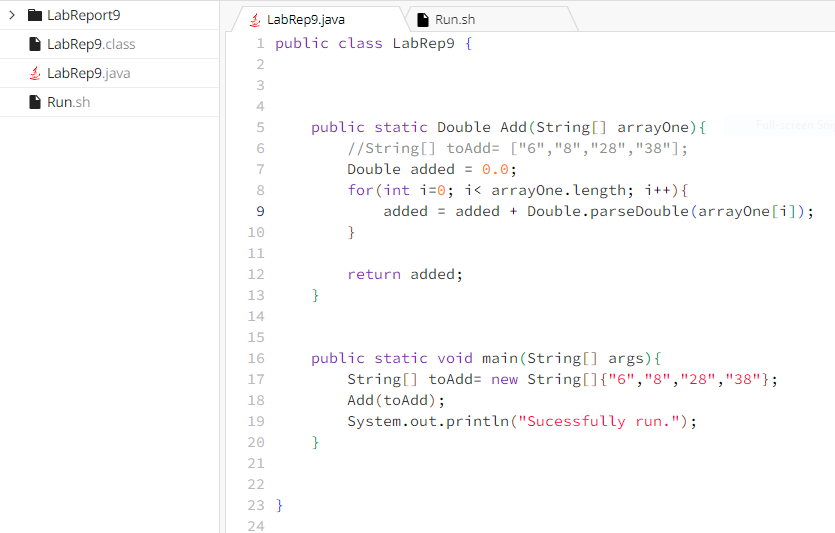 LabReport9
LabRep9.class
LabRep9.java
Run.sh
LabRep9.java
Run.sh
1 public class LabRep9 {
2
3
4
5 public static Double Add(String[] arrayOne){
6 //String[] toAdd= ["6","8","28","38"];
7 Double added = 0.0;
8 for(int i=0; i< arrayOne.length; i++){
9 added = added + Double.parseDouble(arrayOne[i]);
10 }
11
12 return added;
13 }
14
15
16 public static void main(String[] args){
17 String[] toAdd= new String[]{"6","8","28","38"};
18 Add(toAdd);
19 System.out.println("Sucessfully run.");
20 }
21
22
23 }
24
Full-screen Snip